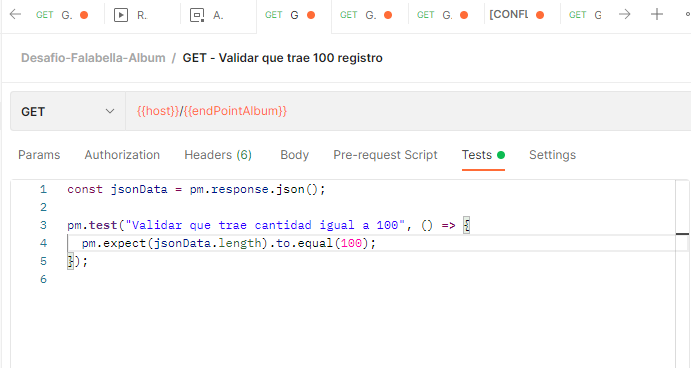 GET G.
R.
A.
GET G
GET G.
GET G.
[CONFL
GET G
Desafio-Falabella-Album / GET - Validar que trae 100 registro
GET {{host}}/{{endPointAlbum}}
Params Authorization Headers (6) Body Pre-request Script Tests Settings
1 const jsonData = pm.response.json();
2
3 pm.test("Validar que trae cantidad igual a 100", () => {
4 pm.expect(jsonData.length).to.equal(100);
5 });
6